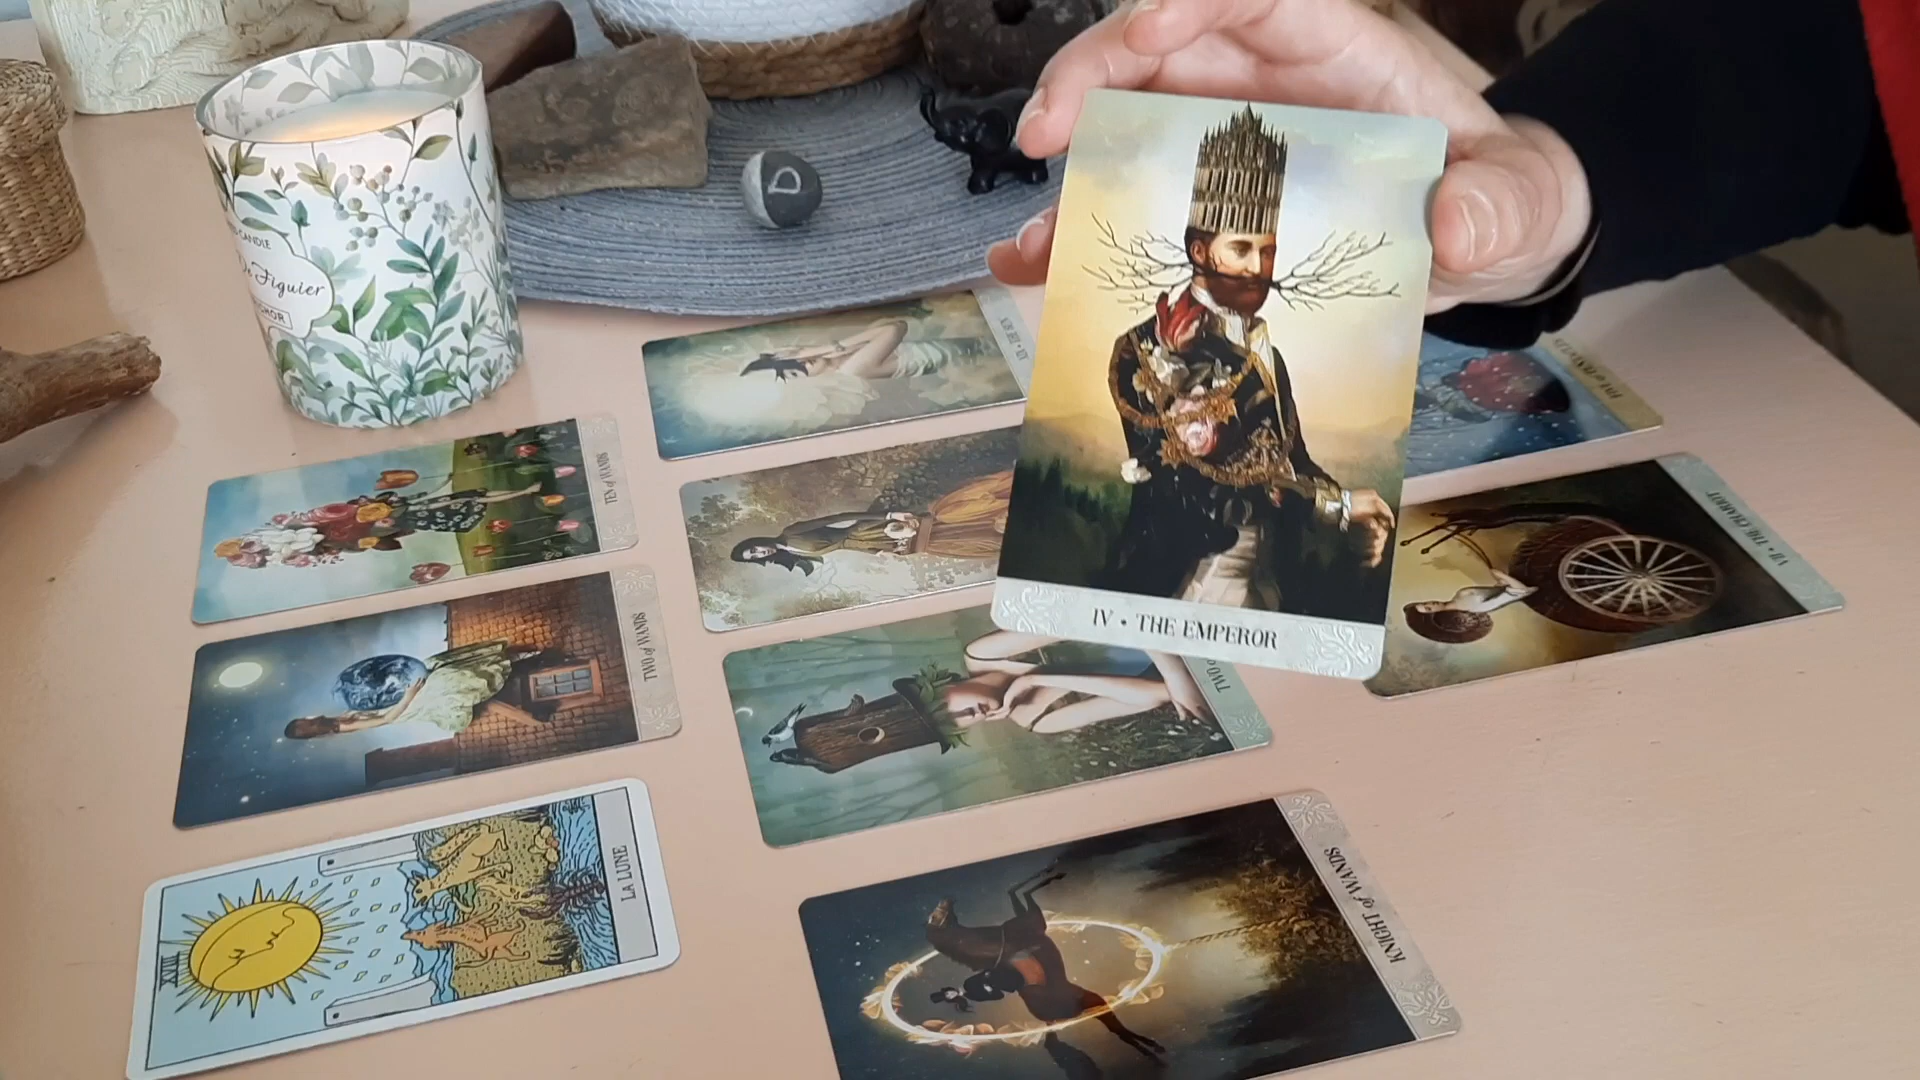 CANDLE
De Figuier
D
IV • THE EMPEROR
TEN of WANDS
TWO of WANDS
TWO
VII • THE CHARIOT
XVIII
LA LUNE
KNIGHT of WANDS